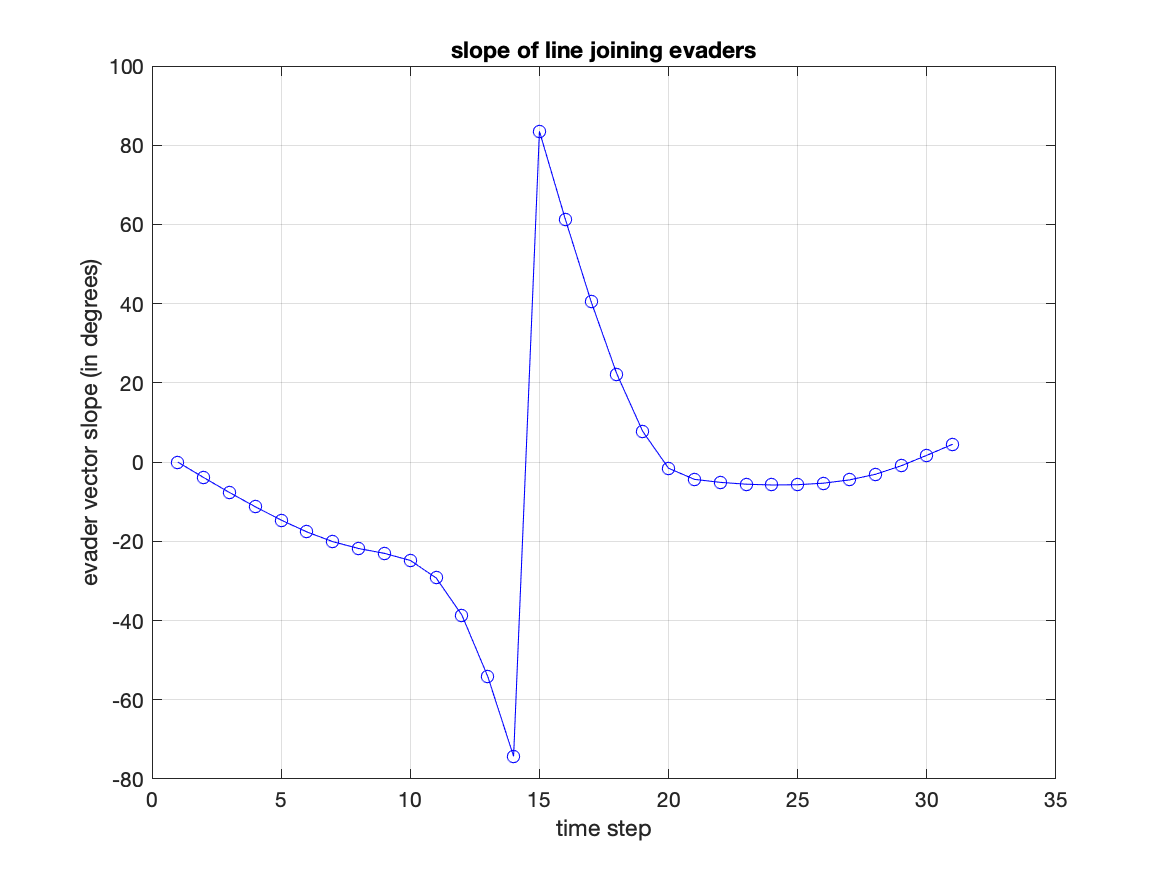 slope of line joining evaders
100
80
60
40
20
0
-20
-40
-60
-80
evader vector slope (in degrees)
0 5 10 15 20 25 30 35
time step